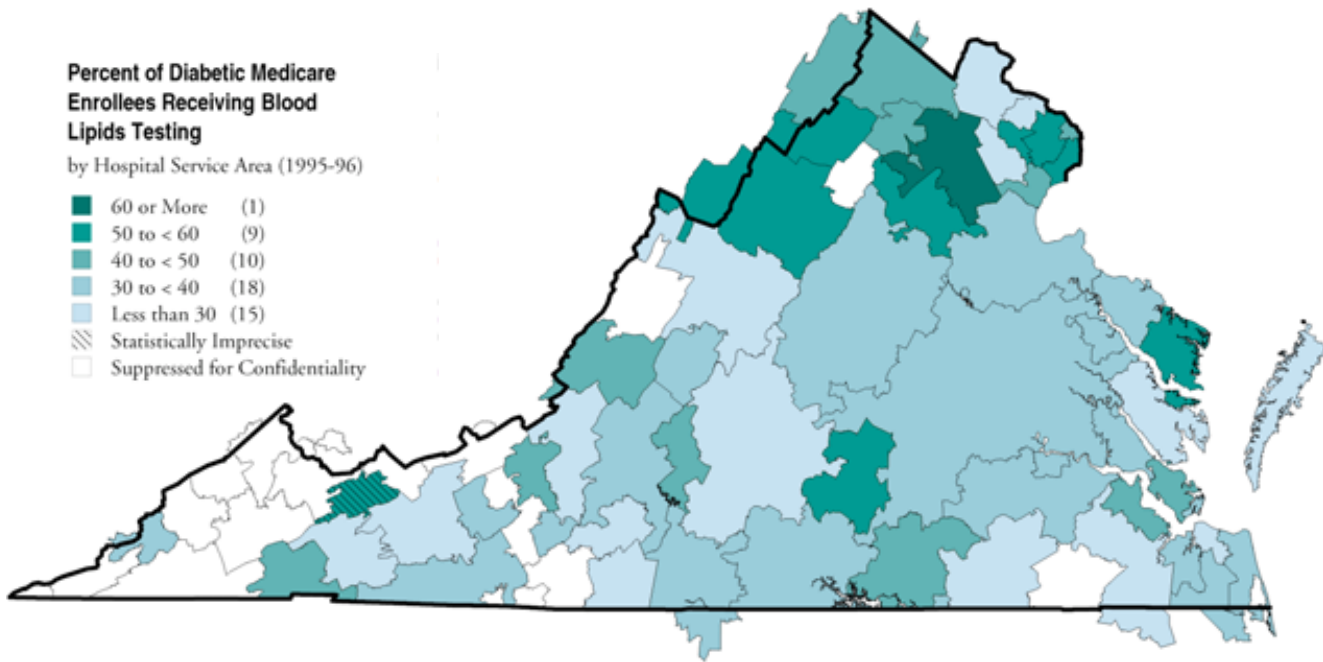 Percent of Diabetic Medicare
Enrollees Receiving Blood
Lipids Testing
by Hospital Service Area (1995-96)
60 or More (1)
50 to < 60 (9)
40 to < 50 (10)
30 to < 40 (18)
Less than 30 (15)
Statistically Imprecise
Suppressed for Confidentiality